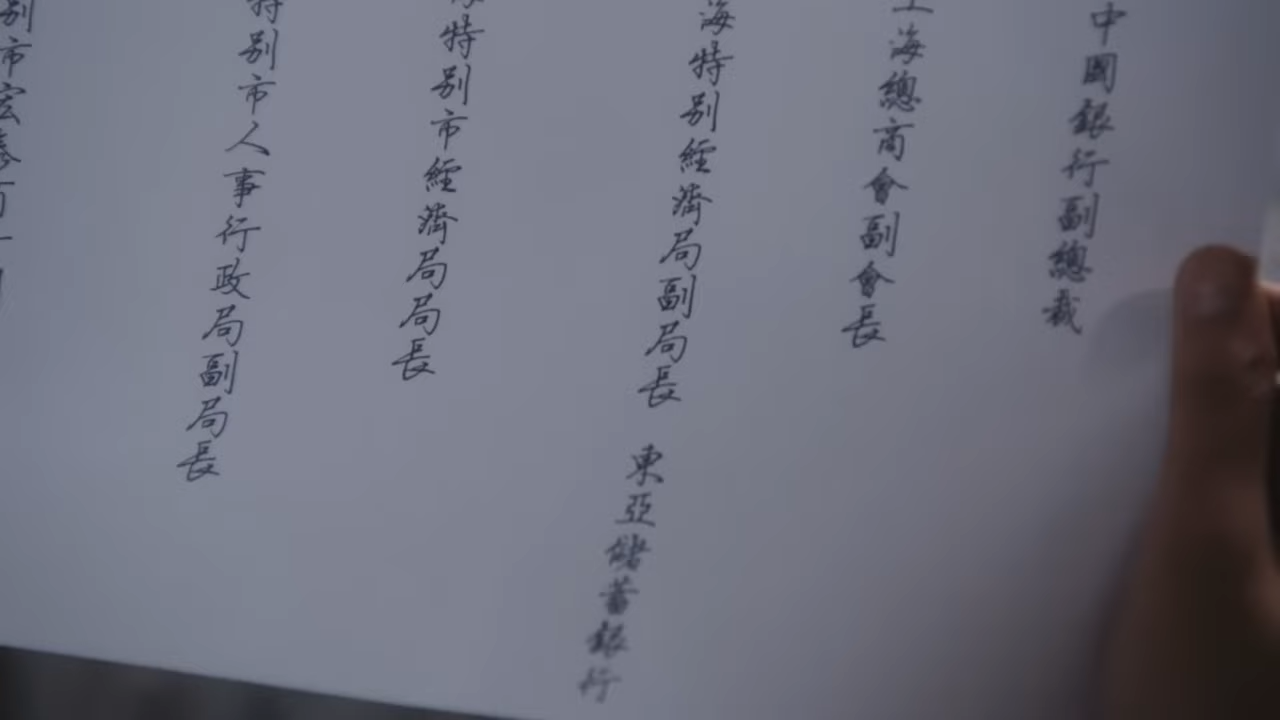 中國銀行副總裁
上海總商會副會長
海特别經濟局副局長 東亞儲蓄銀行
特别市經濟局局長
特别市人事行政局副局長
别市宏